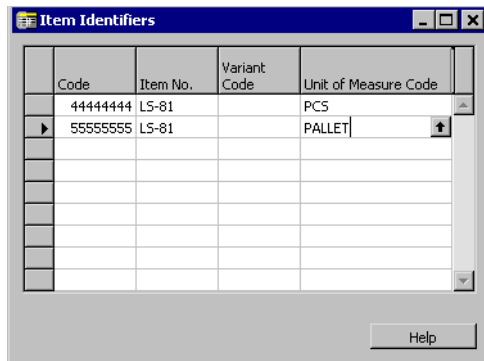 Item Identifiers
Variant
Code Item No. Code Unit of Measure Code
44444444 LS-81 PCS
55555555 LS-81 PALLET
Help